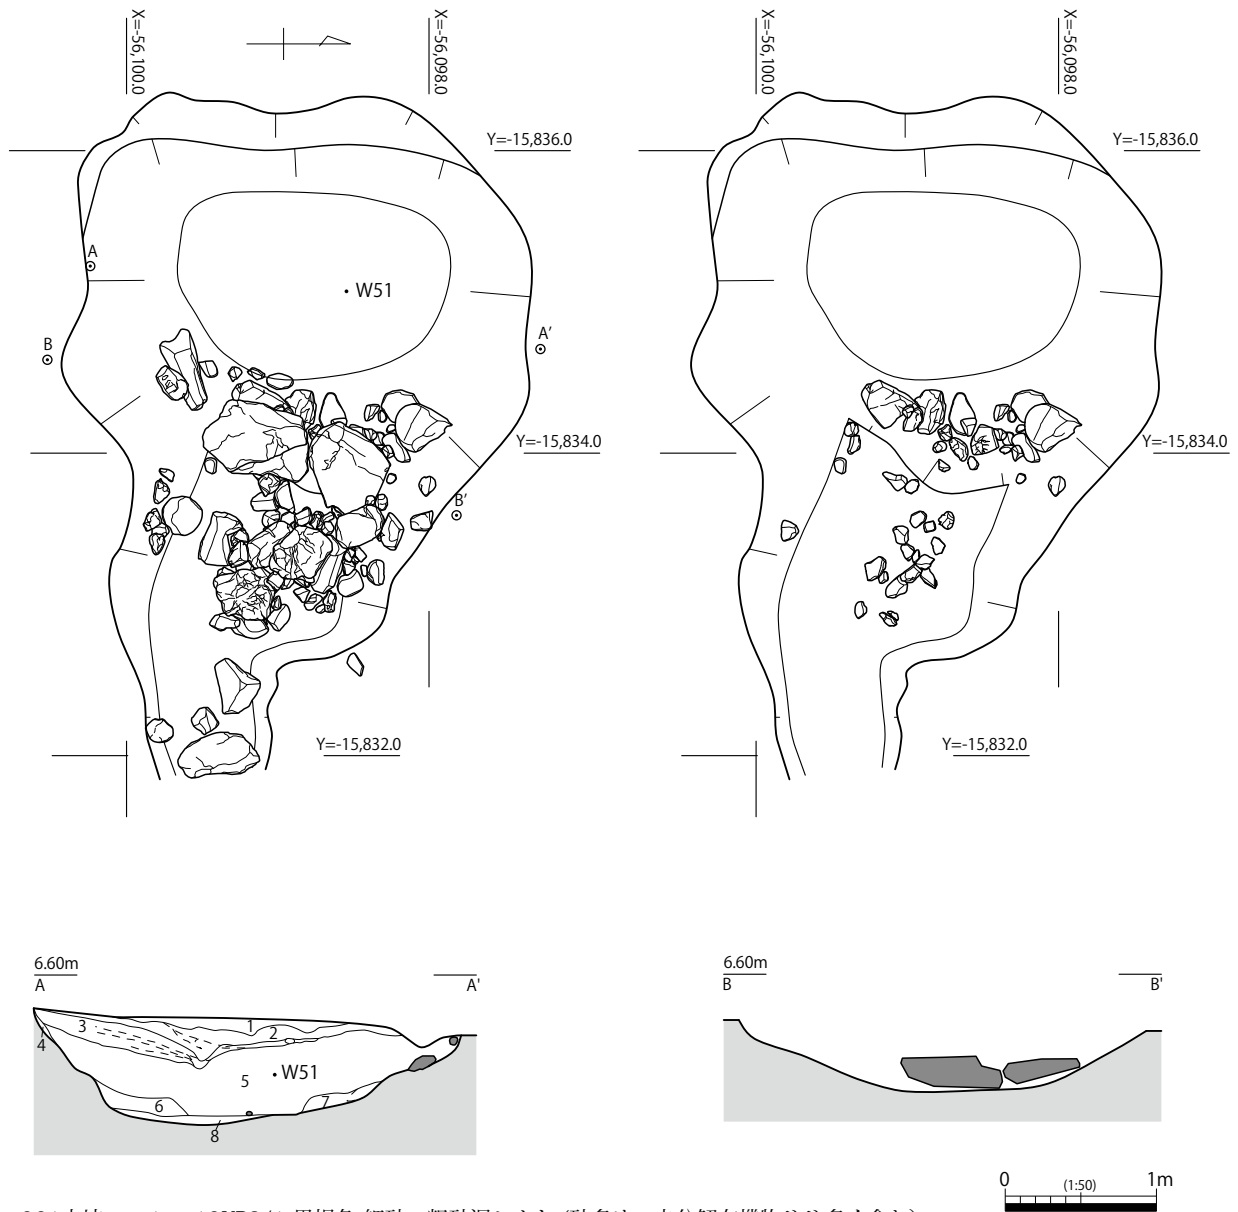 X=-56,100.0
X=-56,098.0
Y=-15,836.0
A
W51
B
A′
Y=-15,834.0
B′
Y=-15,832.0
X=-56,100.0
X=-56,098.0
Y=-15,836.0
Y=-15,834.0
Y=-15,832.0
6.60m
A
A'
1
2
3
4
5
W51
6
7
8
6.60m
B
B'
0
(1:50)
1m